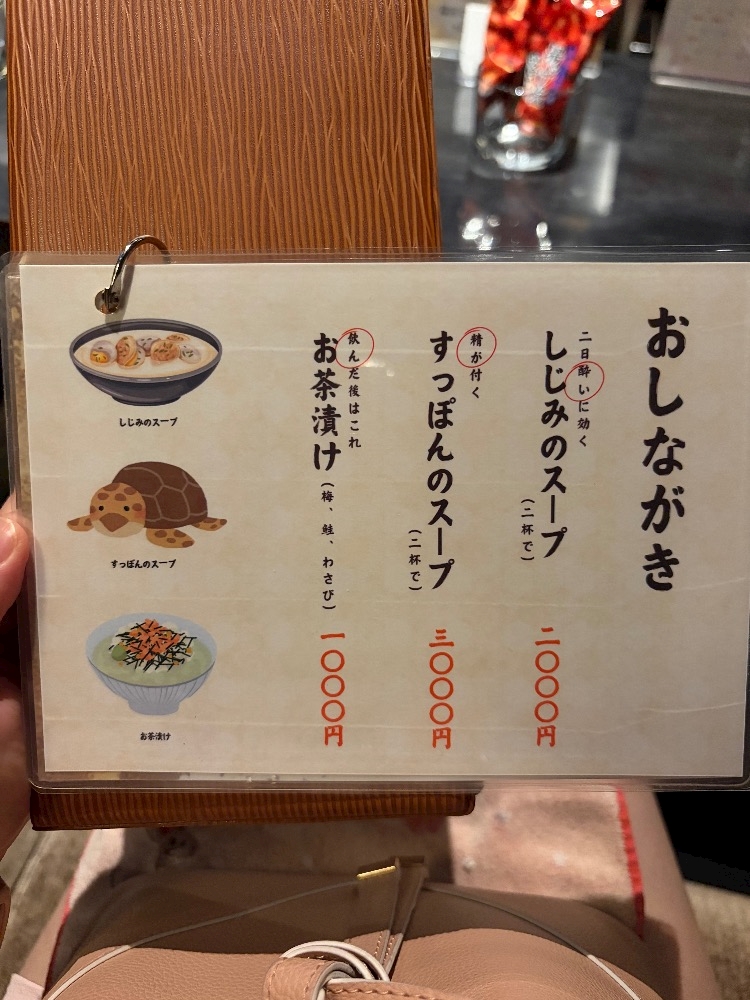 おしながき
二日酔いに効く
しじみのスープ
(二杯で)
二〇〇〇円
精が付く
すっぽんのスープ
(二杯で)
三〇〇〇円
飲んだ後はこれ
お茶漬け(梅、鮭、わさび)
一〇〇〇円
しじみのスープ
すっぽんのスープ
お茶漬け